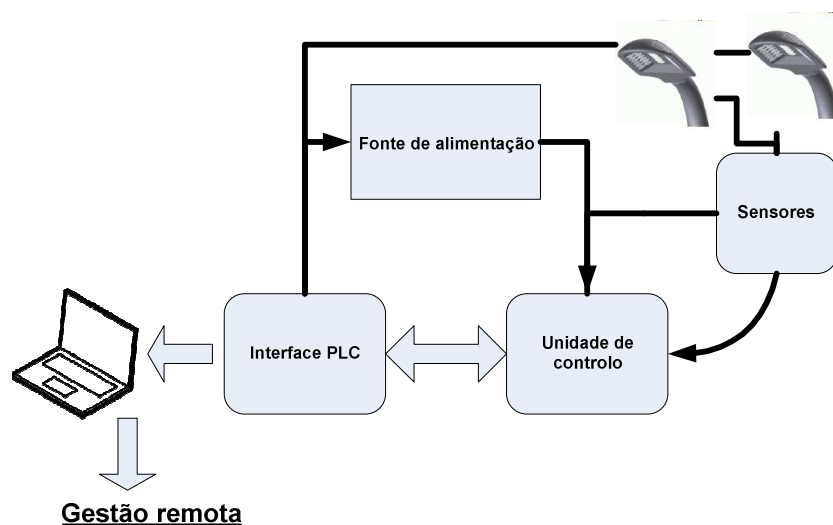 Fonte de alimentação
Sensores
Interface PLC
Unidade de
controlo
Gestão remota